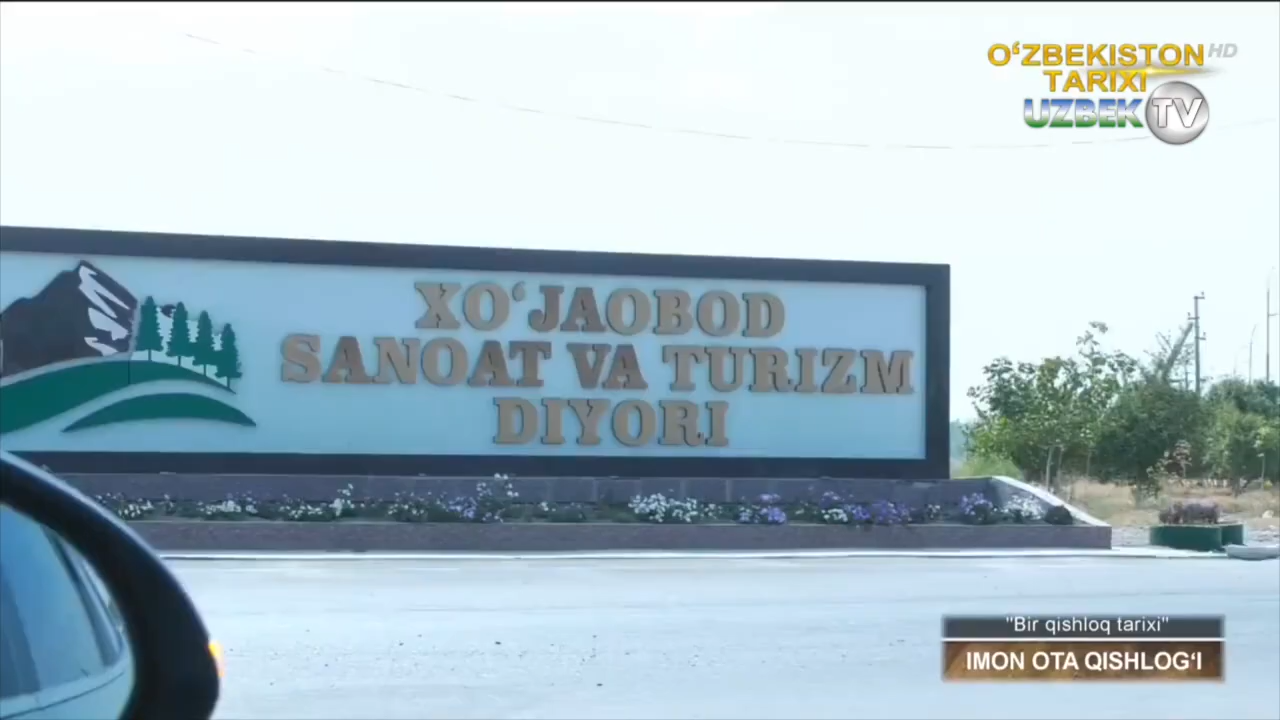 O‘ZBEKISTON HD
TARIXI
UZBEK TV
XO‘JAOBOD
SANOAT VA TURIZM
DIYORI
"Bir qishloq tarixi"
IMON OTA QISHLOG‘I